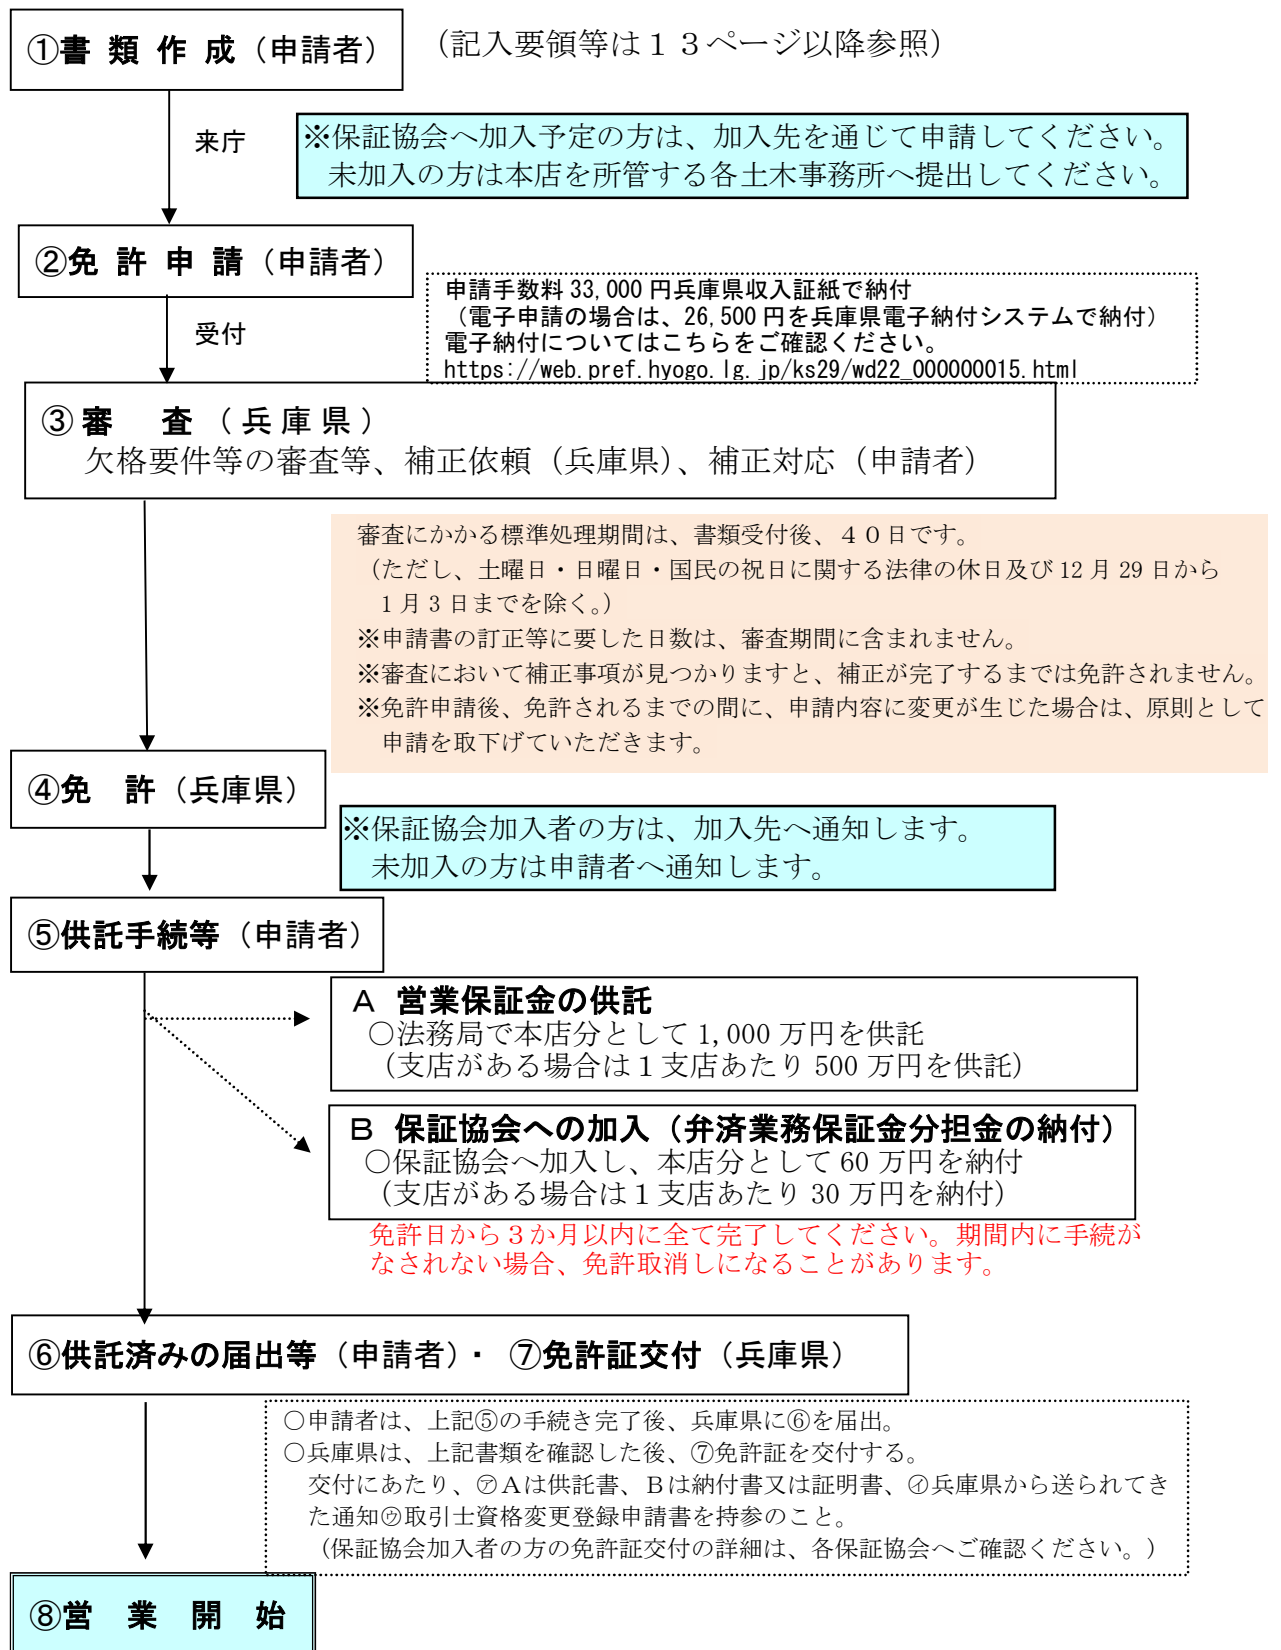 ①書 類 作 成（申請者）
（記入要領等は１３ページ以降参照）
来庁
※保証協会へ加入予定の方は、加入先を通じて申請してください。
未加入の方は本店を所管する各土木事務所へ提出してください。
②免 許 申 請（申請者）
受付
申請手数料 33,000 円兵庫県収入証紙で納付
（電子申請の場合は、26,500 円を兵庫県電子納付システムで納付）
電子納付についてはこちらをご確認ください。
https://web.pref.hyogo.lg.jp/ks29/wd22_000000015.html
③審　査（兵庫県）
欠格要件等の審査等、補正依頼（兵庫県）、補正対応（申請者）
審査にかかる標準処理期間は、書類受付後、４０日です。
（ただし、土曜日・日曜日・国民の祝日に関する法律の休日及び 12 月 29 日から
1 月 3 日までを除く。）
※申請書の訂正等に要した日数は、審査期間に含まれません。
※審査において補正事項が見つかりますと、補正が完了するまでは免許されません。
※免許申請後、免許されるまでの間に、申請内容に変更が生じた場合は、原則として
申請を取下げていただきます。
④免　許（兵庫県）
※保証協会加入者の方は、加入先へ通知します。
未加入の方は申請者へ通知します。
⑤供託手続等（申請者）
Ａ 営業保証金の供託
○法務局で本店分として 1,000 万円を供託
（支店がある場合は１支店あたり 500 万円を供託）
Ｂ 保証協会への加入（弁済業務保証金分担金の納付）
○保証協会へ加入し、本店分として 60 万円を納付
（支店がある場合は１支店あたり 30 万円を納付）
免許日から３か月以内に全て完了してください。期間内に手続が
なされない場合、免許取消しになることがあります。
⑥供託済みの届出等（申請者）・ ⑦免許証交付（兵庫県）
○申請者は、上記⑤の手続き完了後、兵庫県に⑥を届出。
○兵庫県は、上記書類を確認した後、⑦免許証を交付する。
交付にあたり、㋐Ａは供託書、Ｂは納付書又は証明書、㋑兵庫県から送られてき
た通知㋒取引士資格変更登録申請書を持参のこと。
（保証協会加入者の方の免許証交付の詳細は、各保証協会へご確認ください。）
⑧営 業 開 始